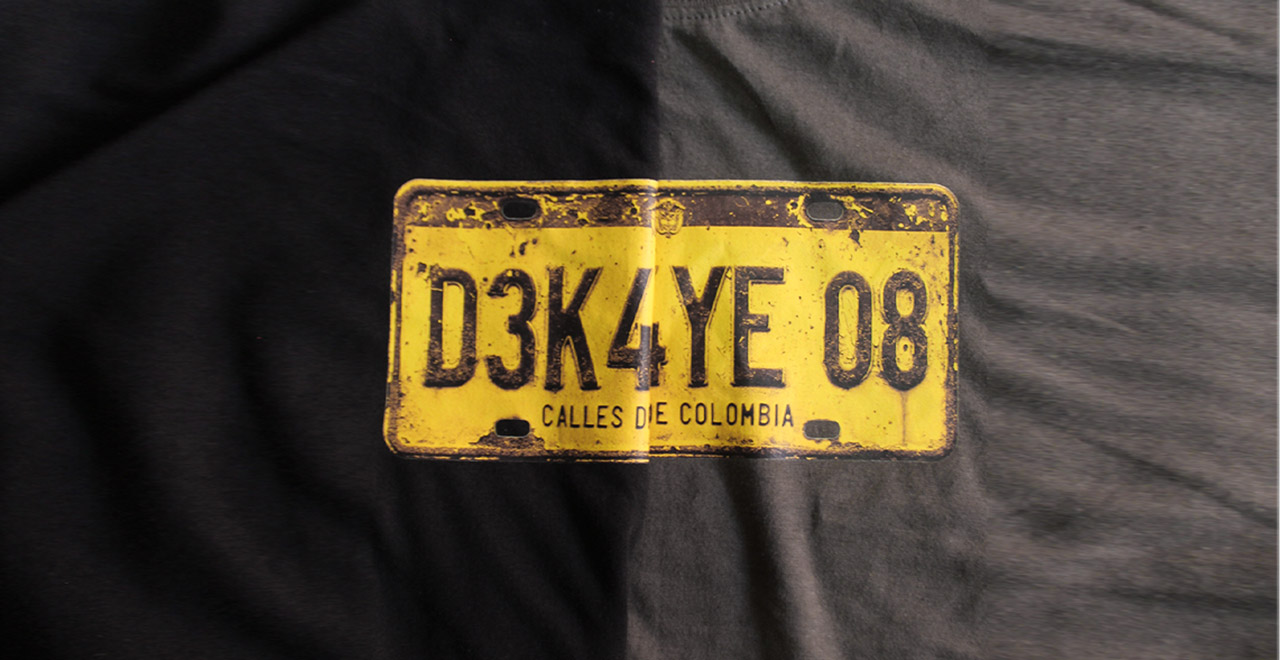 D3K4YE 08
CALLES DE COLOMBIA